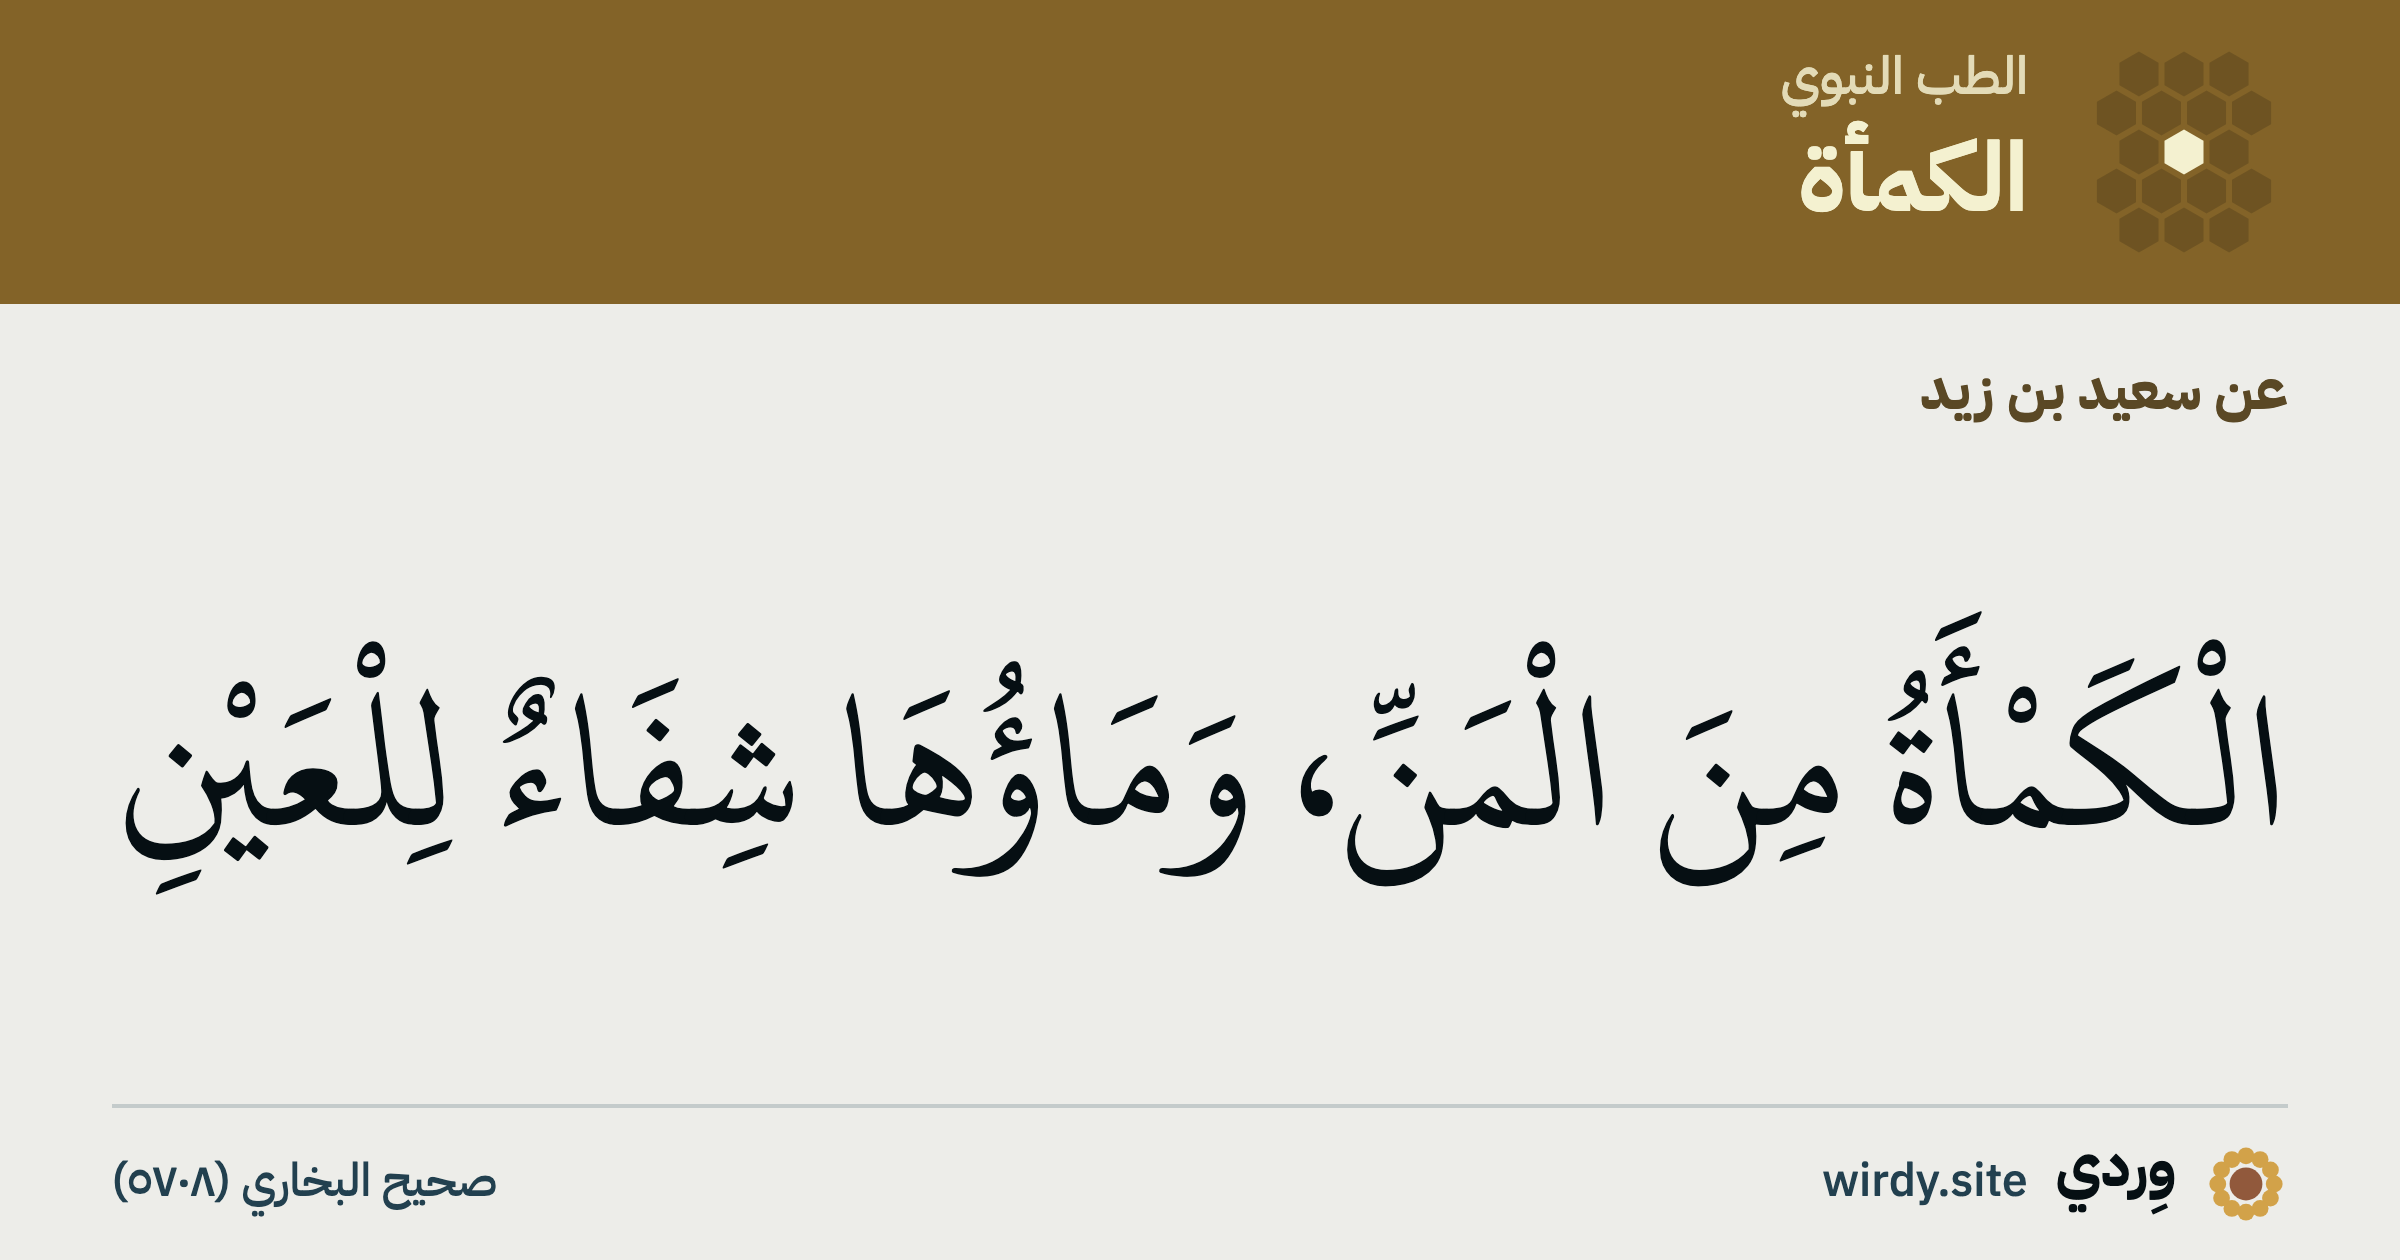 الطب النبوي
الكمأة
عن سعيد بن زيد
الْكَمْأَةُ مِنَ الْمَنِّ، وَمَاؤُهَا شِفَاءٌ لِلْعَيْنِ
وِردي wirdy.site
صحيح البخاري (٥٧٠٨)